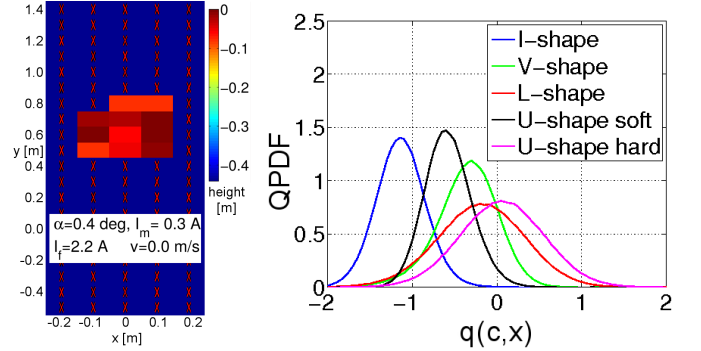 1.4
1.2
1.0
0.8
0.6
y [m]
0.4
0.2
0.0
-0.2
-0.4
α=0.4 deg, I_m= 0.3 A
I_f=2.2 A v=0.0 m/s
-0.2 -0.1 0 0.1 0.2
x [m]
0
−0.1
−0.2
−0.3
−0.4
height
[m]
2.5
2
1.5
1
0.5
0
QPDF
I−shape
V−shape
L−shape
U−shape soft
U−shape hard
−2 −1 0 1 2
q(c,x)